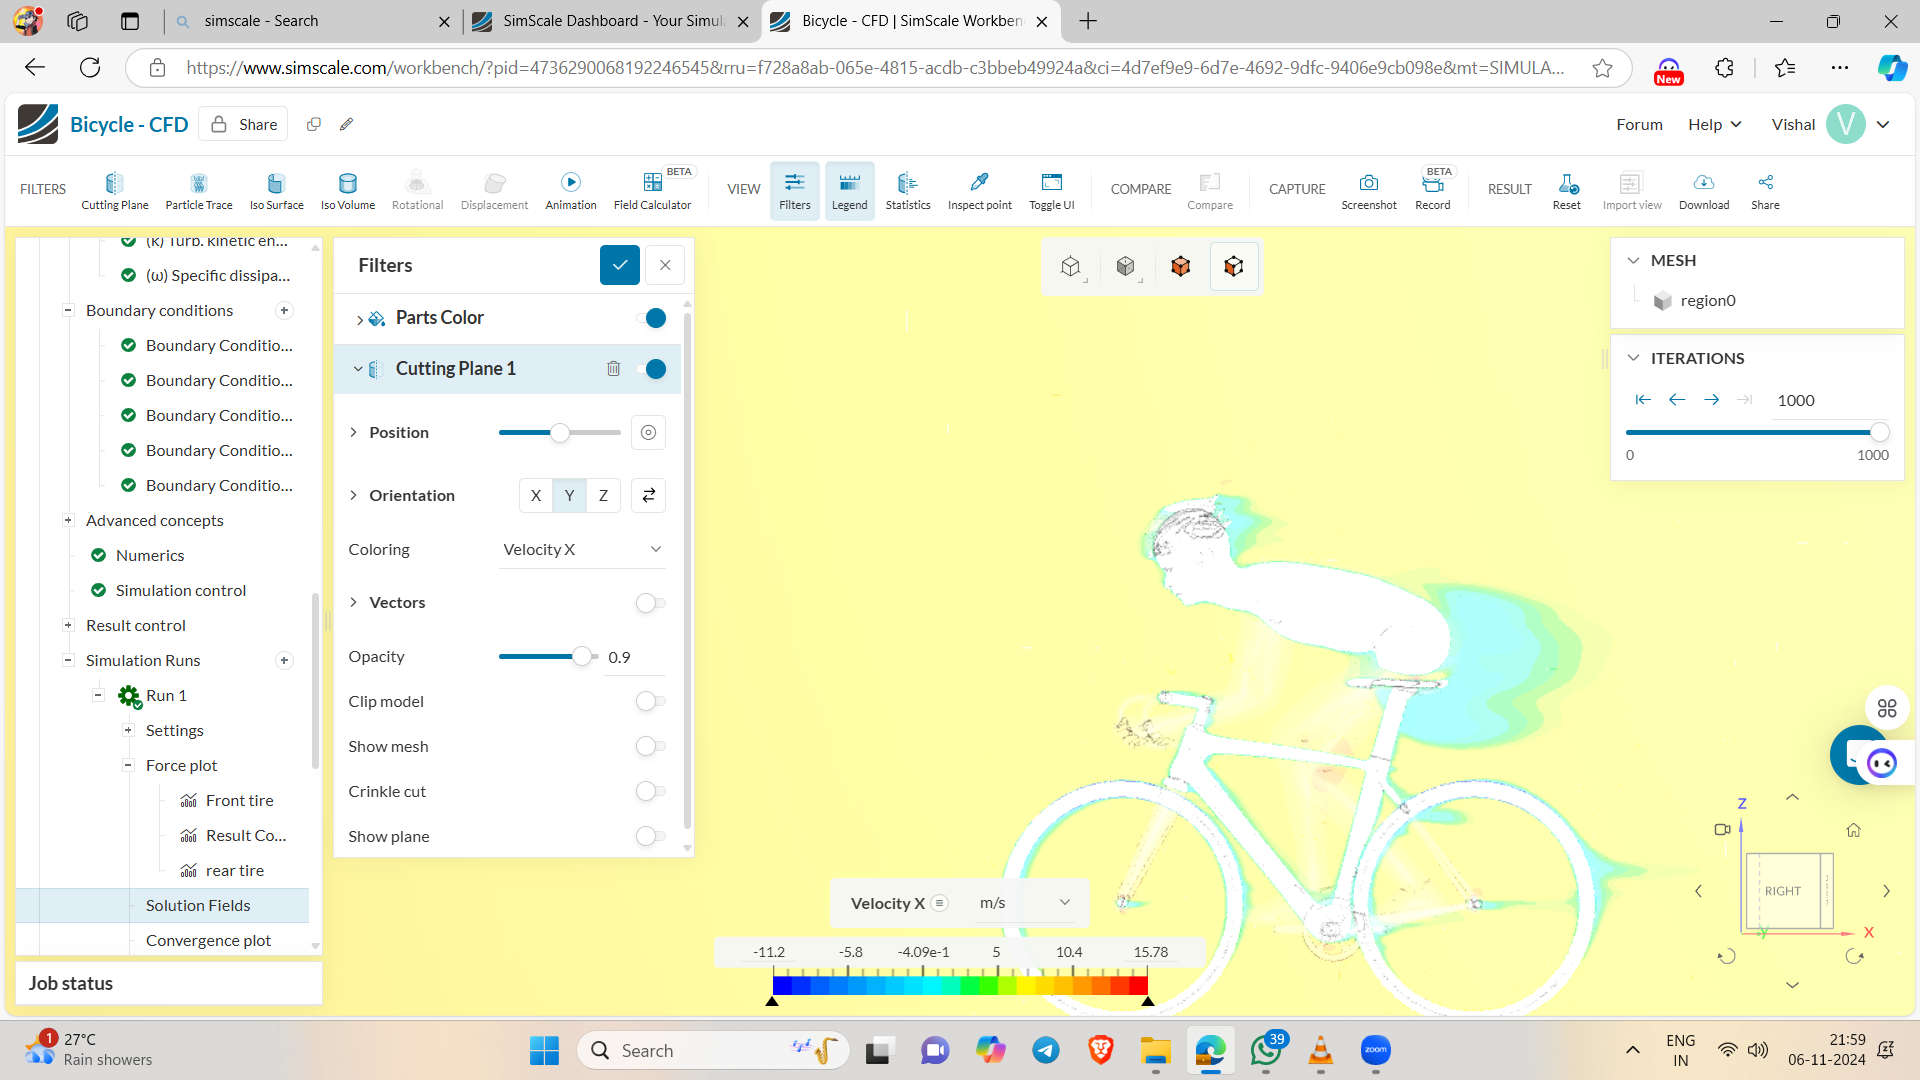 simscale - Search
SimScale Dashboard - Your Simula
Bicycle - CFD | SimScale Workben
https://www.simscale.com/workbench/?pid=4736290068192246545&rru=f728a8ab-065e-4815-acdb-c3bbeb49924a&ci=4d7ef9e9-6d7e-4692-9dfc-9406e9cb098e&mt=SIMULA...
New
Bicycle - CFD
Share
Forum
Help
Vishal
V
FILTERS
Cutting Plane
Particle Trace
Iso Surface
Iso Volume
Rotational
Displacement
Animation
BETA
Field Calculator
VIEW
Filters
Legend
Statistics
Inspect point
Toggle UI
COMPARE
Compare
CAPTURE
Screenshot
BETA
Record
RESULT
Reset
Import view
Download
Share
(k) Turb. kinetic en...
(ω) Specific dissipa...
Boundary conditions
Boundary Conditio...
Boundary Conditio...
Boundary Conditio...
Boundary Conditio...
Boundary Conditio...
Advanced concepts
Numerics
Simulation control
Result control
Simulation Runs
Run 1
Settings
Force plot
Front tire
Result Co...
rear tire
Solution Fields
Convergence plot
Job status
Filters
Parts Color
Cutting Plane 1
Position
Orientation
X Y Z
Coloring
Velocity X
Vectors
Opacity
0.9
Clip model
Show mesh
Crinkle cut
Show plane
MESH
region0
ITERATIONS
1000
0
1000
Z
RIGHT
X
Y
Velocity X
m/s
-11.2 -5.8 -4.09e-1 5 10.4 15.78
1
27°C
Rain showers
Search
39
zoom
ENG
IN
21:59
06-11-2024